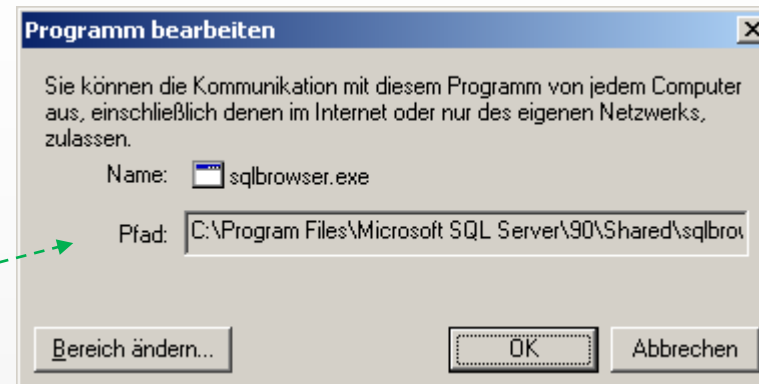 Programm bearbeiten
Sie können die Kommunikation mit diesem Programm von jedem Computer
aus, einschließlich denen im Internet oder nur des eigenen Netzwerks,
zulassen.
Name: sqlbrowser.exe
Pfad: C:\Program Files\Microsoft SQL Server\90\Shared\sqlbrov
Bereich ändern... OK Abbrechen